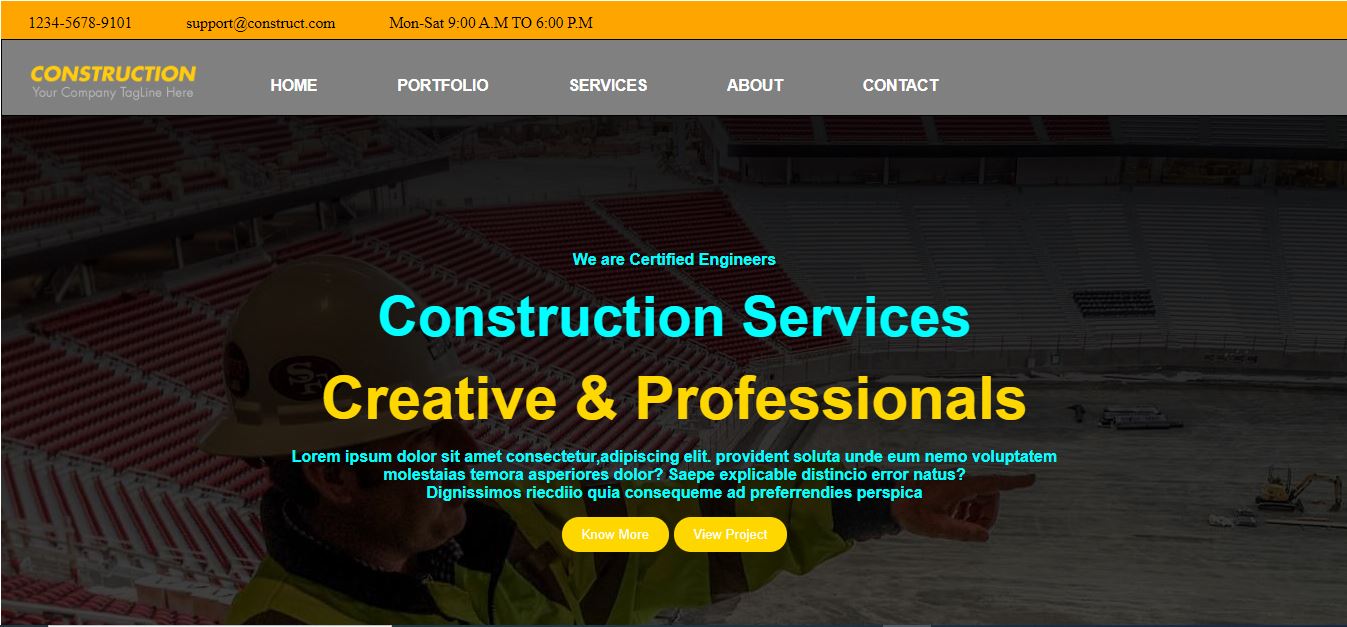 1234-5678-9101 support@construct.com Mon-Sat 9:00 A.M TO 6:00 P.M
CONSTRUCTION
Your Company TagLine Here
HOME PORTFOLIO SERVICES ABOUT CONTACT
We are Certified Engineers
Construction Services
Creative & Professionals
SF
Lorem ipsum dolor sit amet consectetur,adipiscing elit. provident soluta unde eum nemo voluptatem
molestaias temora asperiores dolor? Saepe explicable distincio error natus?
Dignissimos riecdiio quia consequeme ad preferrendies perspica
Know More View Project